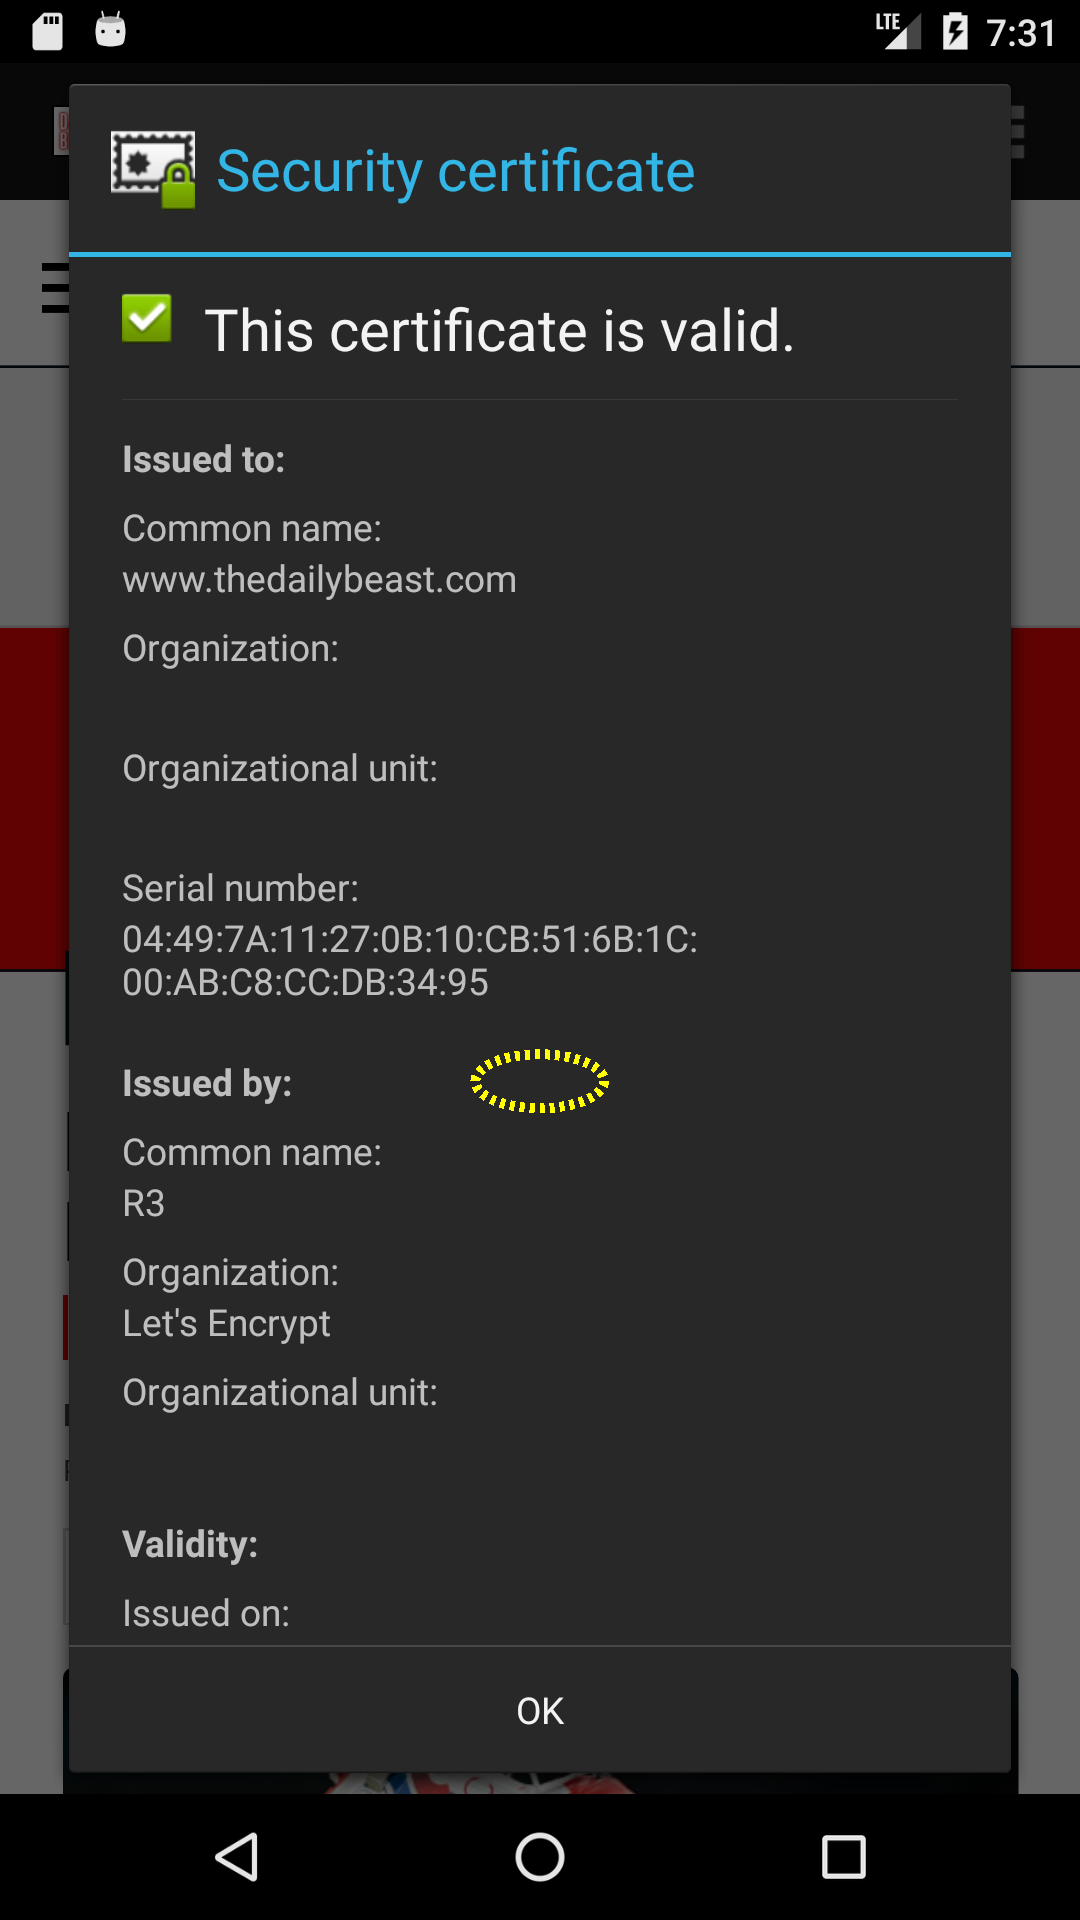 LTE 7:31
Security certificate
This certificate is valid.
Issued to:
Common name:
www.thedailybeast.com
Organization:
Organizational unit:
Serial number:
04:49:7A:11:27:0B:10:CB:51:6B:1C:
00:AB:C8:CC:DB:34:95
Issued by:
Common name:
R3
Organization:
Let's Encrypt
Organizational unit:
Validity:
Issued on:
OK